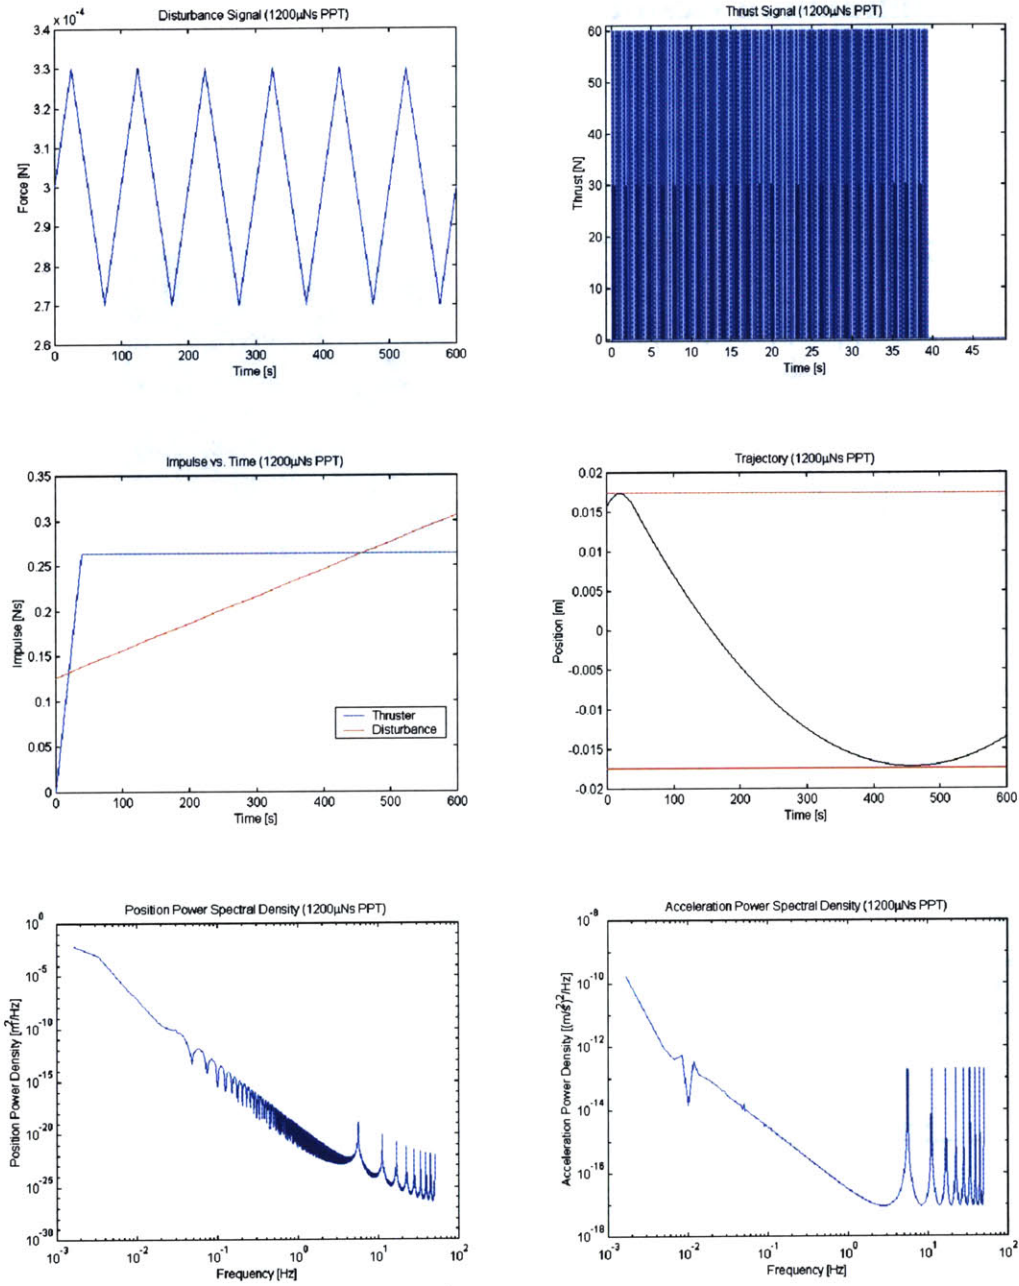 Disturbance Signal (1200µNs PPT)
x 10⁻⁴
3.4
3.3
3.2
3.1
3
2.9
2.8
2.7
2.6
Force [N]
0 100 200 300 400 500 600
Time [s]
Thrust Signal (1200µNs PPT)
60
50
40
30
20
10
0
Thrust [N]
0 5 10 15 20 25 30 35 40 45
Time [s]
Impulse vs. Time (1200µNs PPT)
0.35
0.3
0.25
0.2
0.15
0.1
0.05
0
Impulse [Ns]
Thruster
Disturbance
0 100 200 300 400 500 600
Time [s]
Trajectory (1200µNs PPT)
0.02
0.015
0.01
0.005
0
-0.005
-0.01
-0.015
-0.02
Position [m]
0 100 200 300 400 500 600
Time [s]
Position Power Spectral Density (1200µNs PPT)
10⁰
10⁻⁵
10⁻¹⁰
10⁻¹⁵
10⁻²⁰
10⁻²⁵
10⁻³⁰
Position Power Density [m²/Hz]
10⁻³ 10⁻² 10⁻¹ 10⁰ 10¹ 10²
Frequency [Hz]
Acceleration Power Spectral Density (1200µNs PPT)
10⁻⁸
10⁻¹⁰
10⁻¹²
10⁻¹⁴
10⁻¹⁶
10⁻¹⁸
Acceleration Power Density [(m/s²)²/Hz]
10⁻³ 10⁻² 10⁻¹ 10⁰ 10¹ 10²
Frequency [Hz]